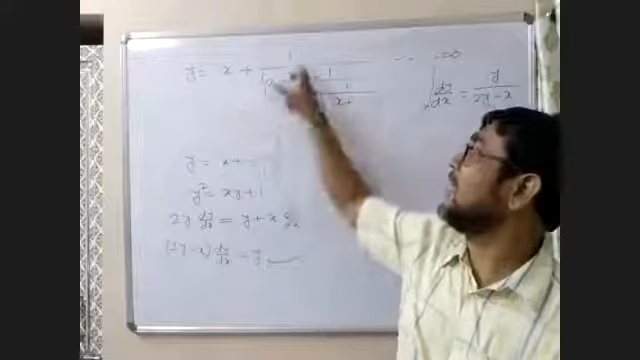 y = x + 1
1
1
x+
dy/dx = y/2y-x
y = x +
y² = xy + 1
2y dy/dx = y + x dy/dx
(2y-x) dy/dx = y